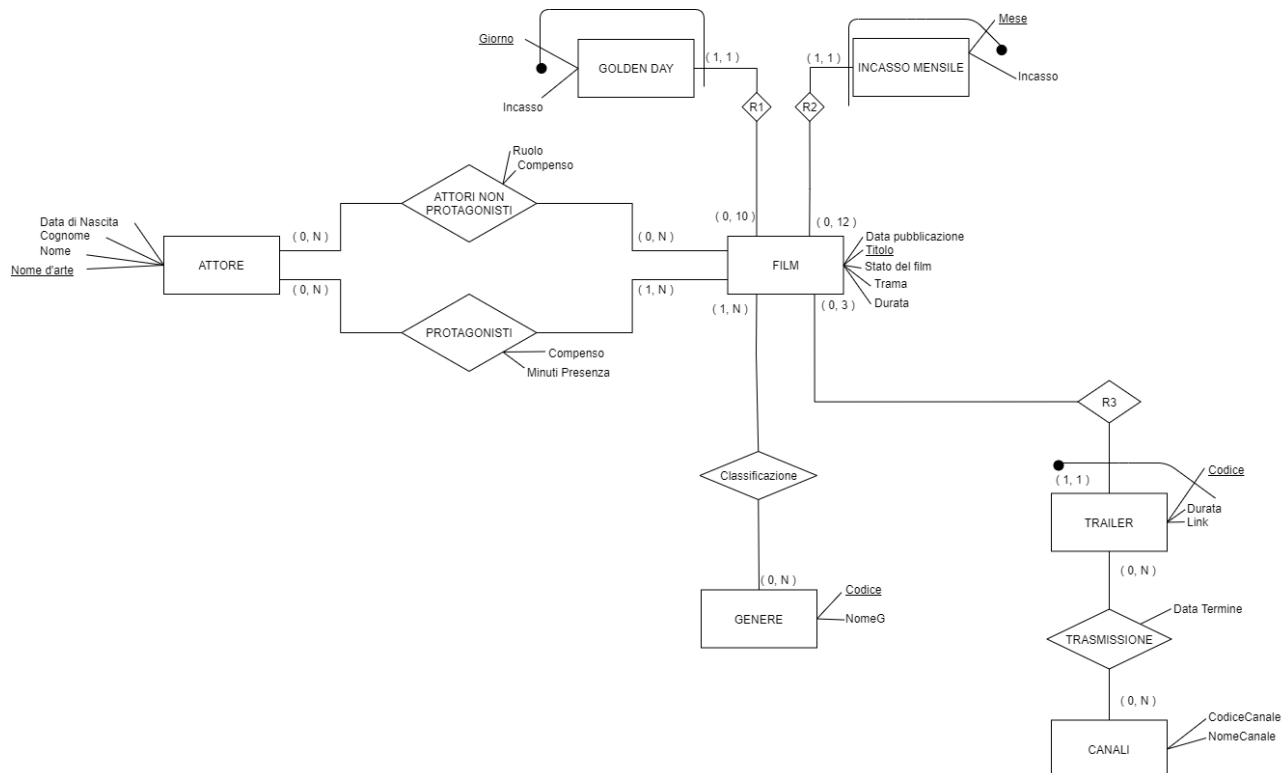 Mese
Giorno
( 1, 1 )
( 1, 1 )
GOLDEN DAY
INCASSO MENSILE
Incasso
Incasso
R1
R2
Ruolo
Compenso
ATTORI NON
PROTAGONISTI
Data di Nascita
Cognome
Nome
Nome d'arte
( 0, N )
ATTORE
( 0, N )
( 0, N )
( 1, N )
( 0, 10 )
( 0, 12 )
FILM
Data pubblicazione
Titolo
Stato del film
Trama
Durata
( 1, N )
( 0, 3 )
PROTAGONISTI
Compenso
Minuti Presenza
R3
Classificazione
( 1, 1 )
Codice
Durata
Link
TRAILER
( 0, N )
( 0, N )
Codice
GENERE
NomeG
Data Termine
TRASMISSIONE
( 0, N )
CodiceCanale
NomeCanale
CANALI